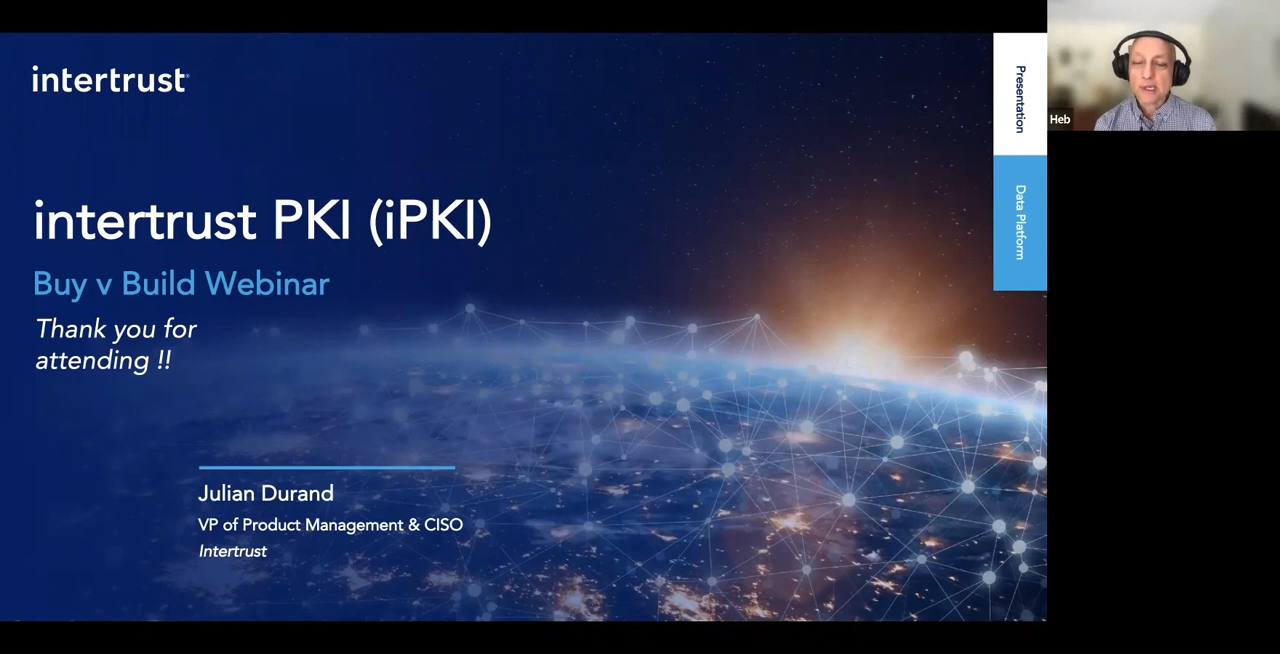 intertrust®
Presentation
Data Platform
Heb
intertrust PKI (iPKI)
Buy v Build Webinar
Thank you for
attending !!
Julian Durand
VP of Product Management & CISO
Intertrust